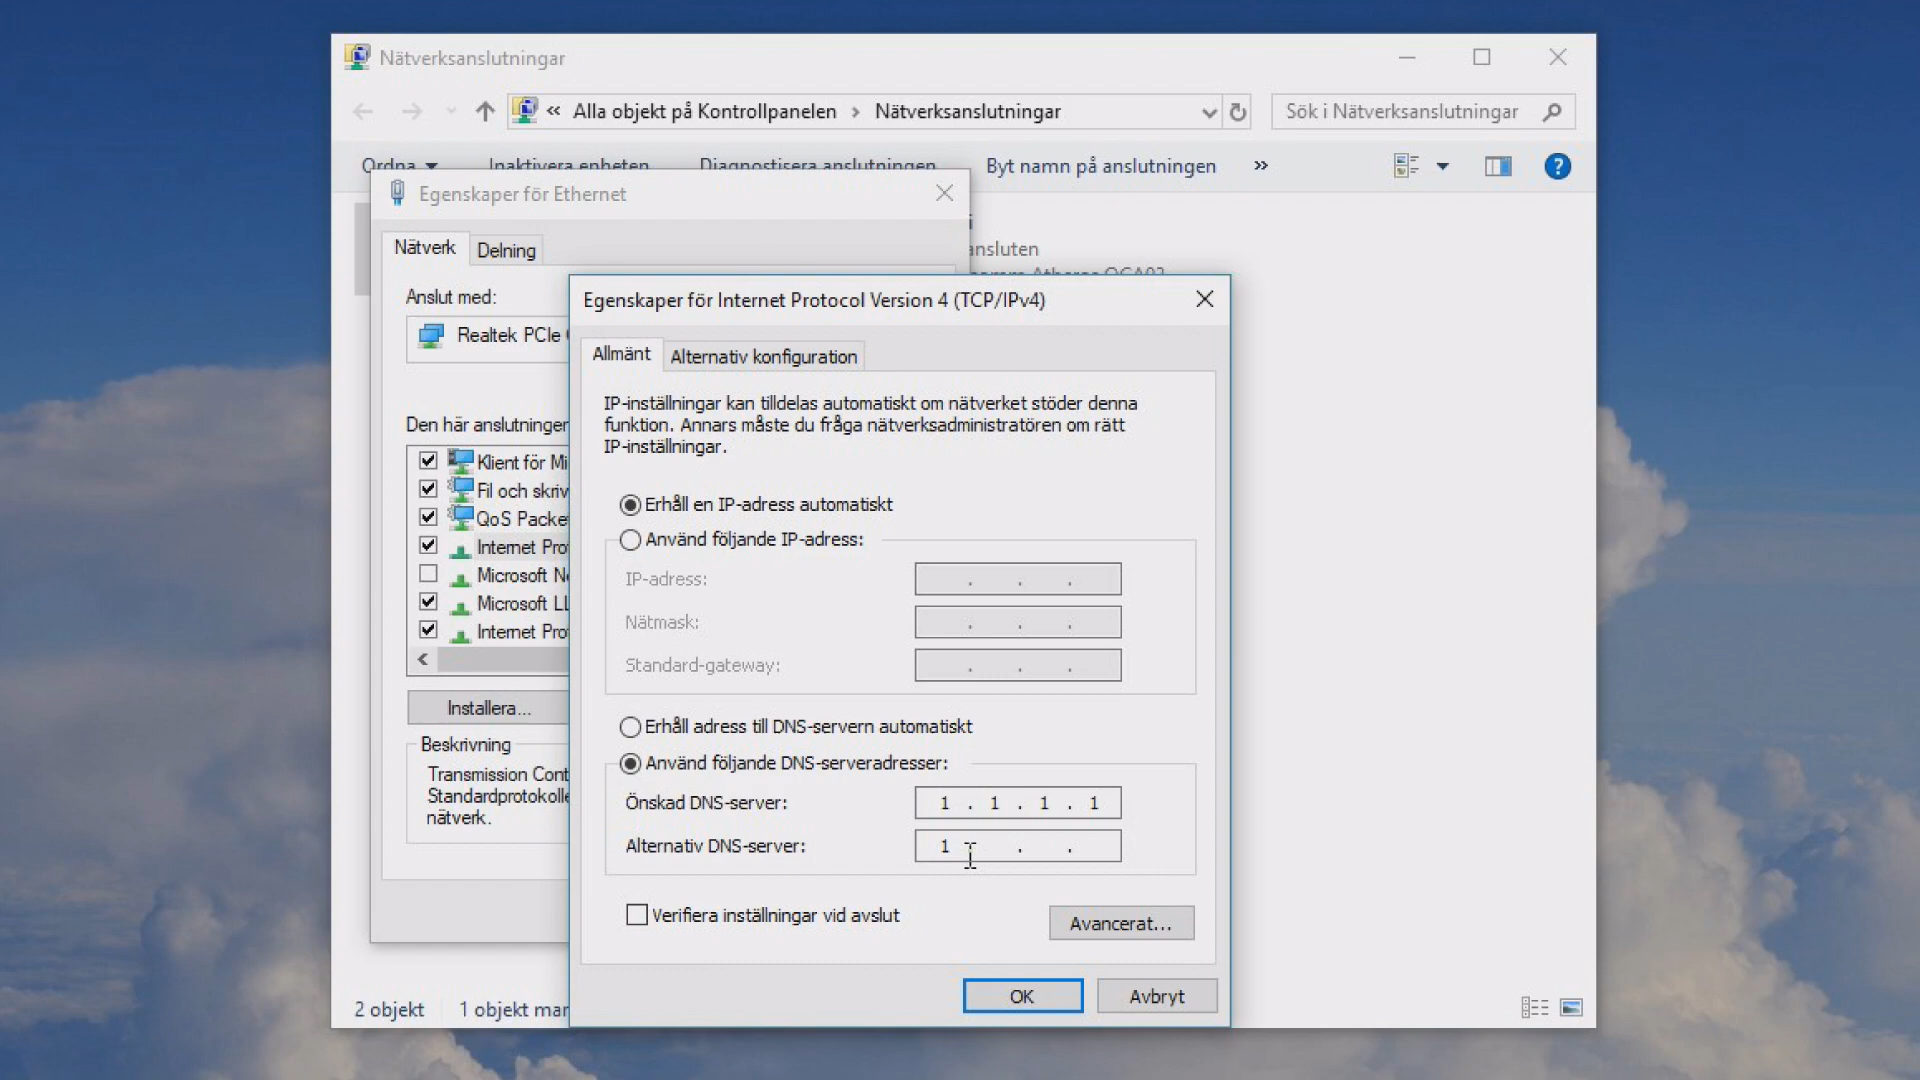 Nätverksanslutningar
« Alla objekt på Kontrollpanelen > Nätverksanslutningar
Sök i Nätverksanslutningar
Ordna Inaktivera enheten Diagnostisera anslutningen Byt namn på anslutningen »
?
Egenskaper för Ethernet
Nätverk Delning
ansluten
Anslut med:
Realtek PCIe
Den här anslutningen
Klient för Mi
Fil och skriv
QoS Packe
Internet Pro
Microsoft N
Microsoft LL
Internet Pro
Installera...
Beskrivning
Transmission Cont
Standardprotokolle
nätverk.
Egenskaper för Internet Protocol Version 4 (TCP/IPv4)
Allmänt Alternativ konfiguration
IP-inställningar kan tilldelas automatiskt om nätverket stöder denna
funktion. Annars måste du fråga nätverksadministratören om rätt
IP-inställningar.
Erhåll en IP-adress automatiskt
Använd följande IP-adress:
IP-adress: . . .
Nätmask: . . .
Standard-gateway: . . .
Erhåll adress till DNS-servern automatiskt
Använd följande DNS-serveradresser:
Önskad DNS-server: 1 . 1 . 1 . 1
Alternativ DNS-server: 1 . . .
Verifiera inställningar vid avslut
Avancerat...
OK Avbryt
2 objekt 1 objekt mar